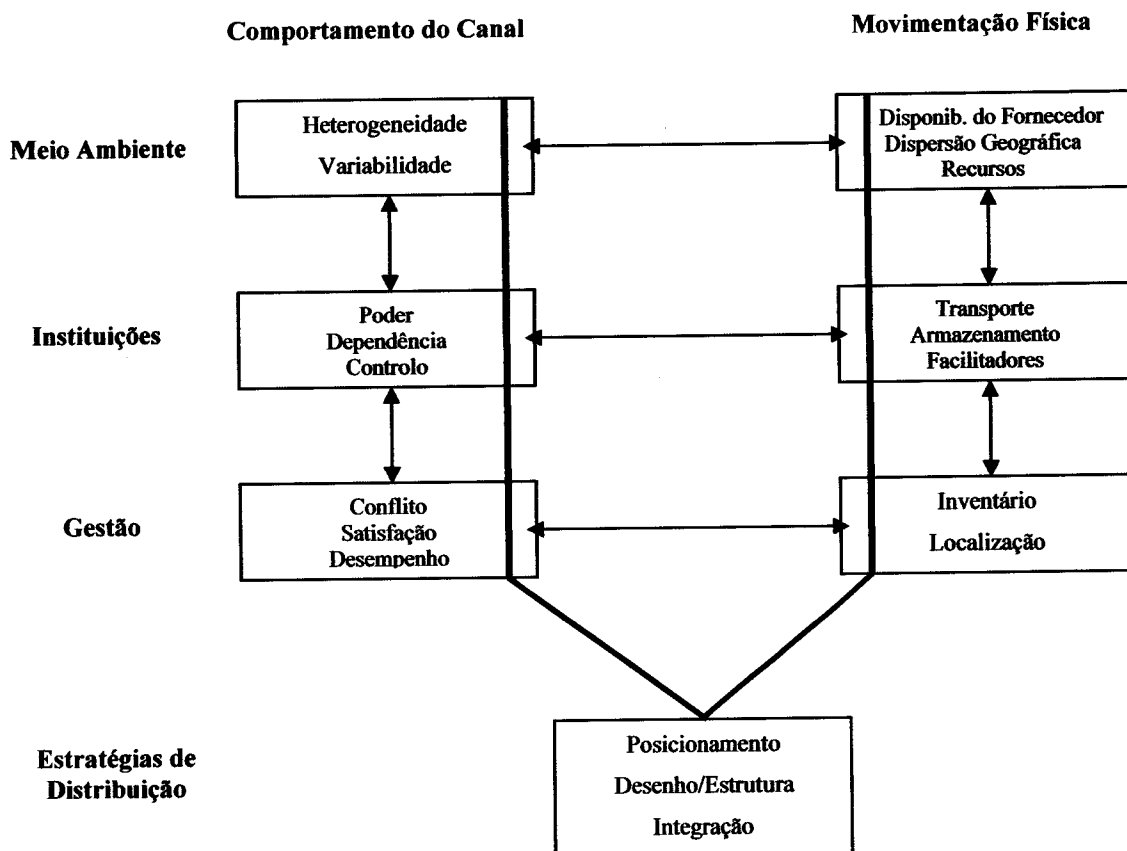 Comportamento do Canal
Movimentação Física
Meio Ambiente
Heterogeneidade
Variabilidade
Disponib. do Fornecedor
Dispersão Geográfica
Recursos
Instituições
Poder
Dependência
Controlo
Transporte
Armazenamento
Facilitadores
Gestão
Conflito
Satisfação
Desempenho
Inventário
Localização
Estratégias de
Distribuição
Posicionamento
Desenho/Estrutura
Integração